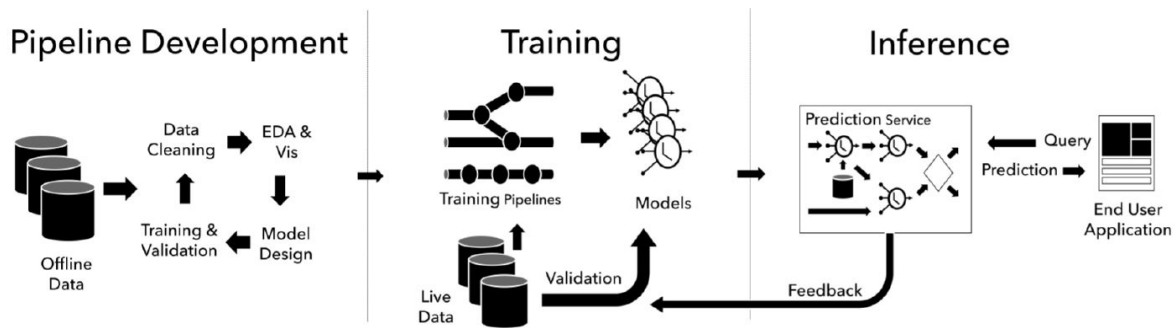 Pipeline Development
Training
Inference
Data
Cleaning
EDA &
Vis
Training &
Validation
Model
Design
Offline
Data
Training Pipelines
Models
Live
Data
Validation
Prediction Service
Feedback
Query
Prediction
End User
Application